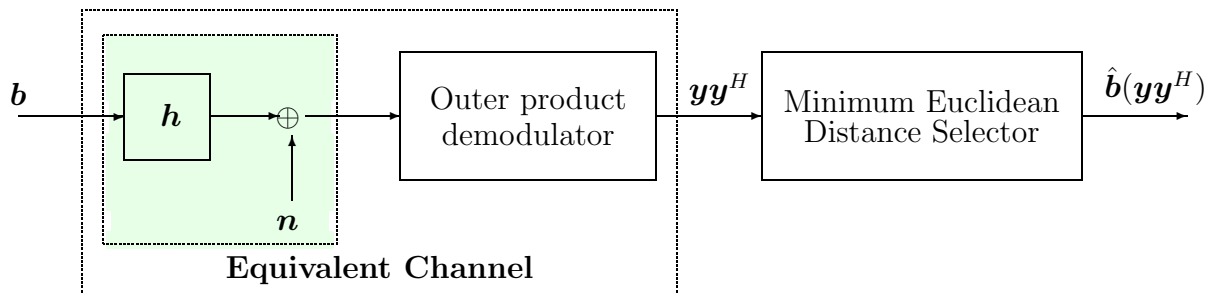 b
h
⊕
n
Outer product
demodulator
yy^H
Minimum Euclidean
Distance Selector
b̂(yy^H)
Equivalent Channel